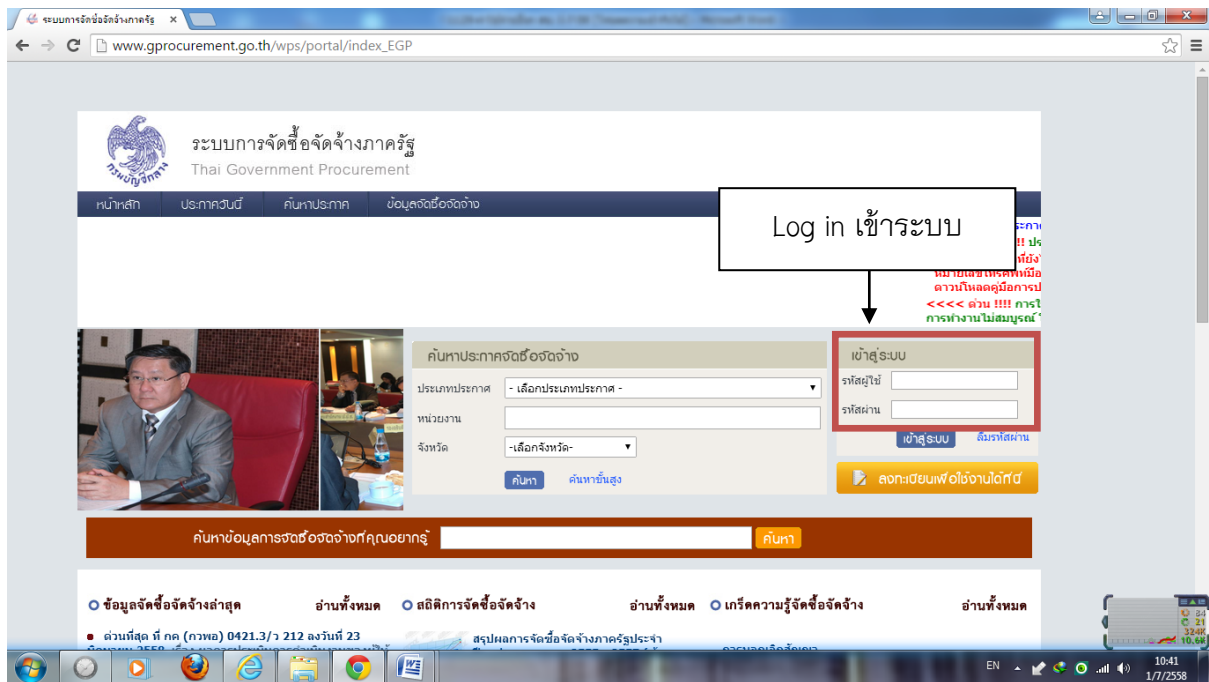 ระบบการจัดซื้อจัดจ้างภาครัฐ
www.gprocurement.go.th/wps/portal/index_EGP
กรมบัญชีกลาง
ระบบการจัดซื้อจัดจ้างภาครัฐ
Thai Government Procurement
หน้าหลัก ประกาศวันนี้ ค้นหาประกาศ ข้อมูลจัดซื้อจัดจ้าง
Log in เข้าระบบ
ดาวน์โหลดคู่มือการป
<<<< ด่วน !!!! การใ
การทำงานไม่สมบูรณ์
ค้นหาประกาศจัดซื้อจัดจ้าง
ประเภทประกาศ - เลือกประเภทประกาศ -
หน่วยงาน
จังหวัด -เลือกจังหวัด-
ค้นหา ค้นหาขั้นสูง
เข้าสู่ระบบ
รหัสผู้ใช้
รหัสผ่าน
เข้าสู่ระบบ ลืมรหัสผ่าน
ลงทะเบียนเพื่อใช้งานได้ที่นี่
ค้นหาข้อมูลการจัดซื้อจัดจ้างที่คุณอยากรู้ ค้นหา
ข้อมูลจัดซื้อจัดจ้างล่าสุด อ่านทั้งหมด
สถิติการจัดซื้อจัดจ้าง อ่านทั้งหมด
เกร็ดความรู้จัดซื้อจัดจ้าง อ่านทั้งหมด
ด่วนที่สุด ที่ กค (กวพอ) 0421.3/ว 212 ลงวันที่ 23
สรุปผลการจัดซื้อจัดจ้างภาครัฐประจำ
324K
10.6K
EN
10:41
1/7/2558